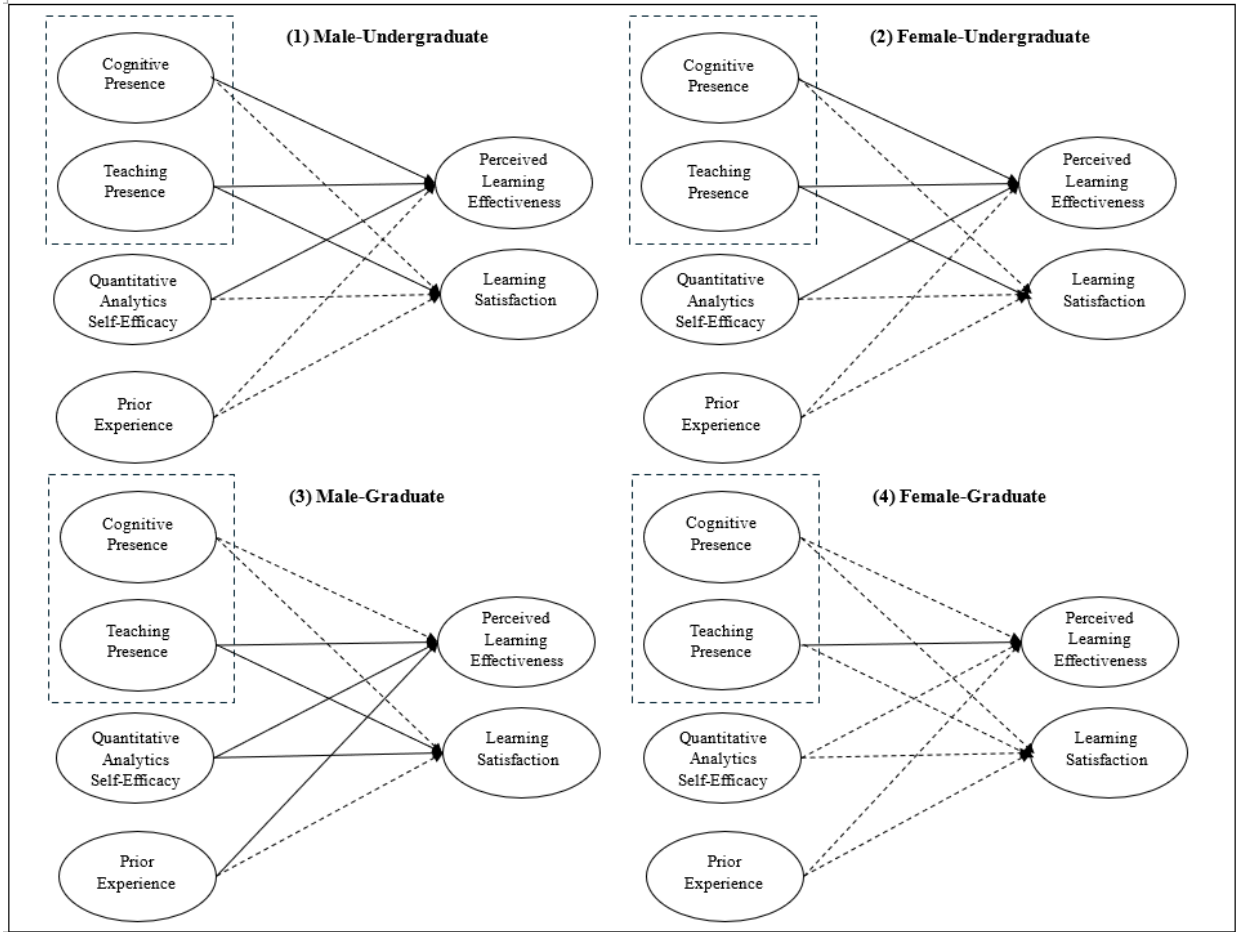 (1) Male-Undergraduate
Cognitive
Presence
Teaching
Presence
Quantitative
Analytics
Self-Efficacy
Prior
Experience
Perceived
Learning
Effectiveness
Learning
Satisfaction
(2) Female-Undergraduate
Cognitive
Presence
Teaching
Presence
Quantitative
Analytics
Self-Efficacy
Prior
Experience
Perceived
Learning
Effectiveness
Learning
Satisfaction
(3) Male-Graduate
Cognitive
Presence
Teaching
Presence
Quantitative
Analytics
Self-Efficacy
Prior
Experience
Perceived
Learning
Effectiveness
Learning
Satisfaction
(4) Female-Graduate
Cognitive
Presence
Teaching
Presence
Quantitative
Analytics
Self-Efficacy
Prior
Experience
Perceived
Learning
Effectiveness
Learning
Satisfaction